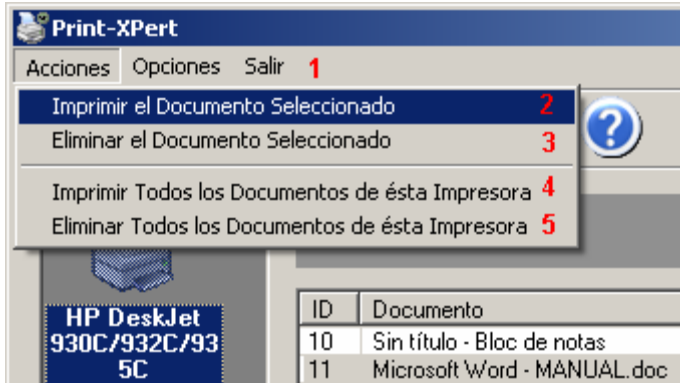 Print-XPert
Acciones Opciones Salir 1
Imprimir el Documento Seleccionado 2
Eliminar el Documento Seleccionado 3
Imprimir Todos los Documentos de ésta Impresora 4
Eliminar Todos los Documentos de ésta Impresora 5
HP DeskJet
930C/932C/93
5C
ID Documento
10 Sin título - Bloc de notas
11 Microsoft Word - MANUAL.doc